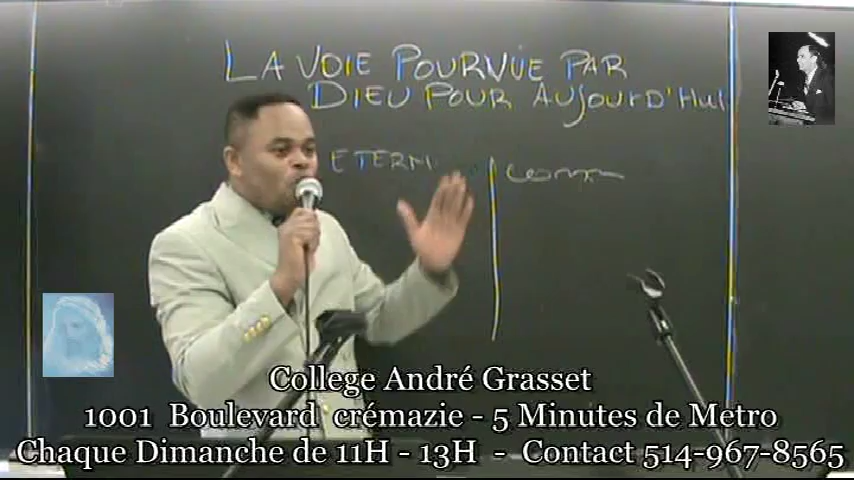 LA VOIE POURVUE PAR
DIEU POUR AUJOURD'HUI
College André Grasset
1001 Boulevard crémazie - 5 Minutes de Metro
Chaque Dimanche de 11H - 13H - Contact 514-967-8565